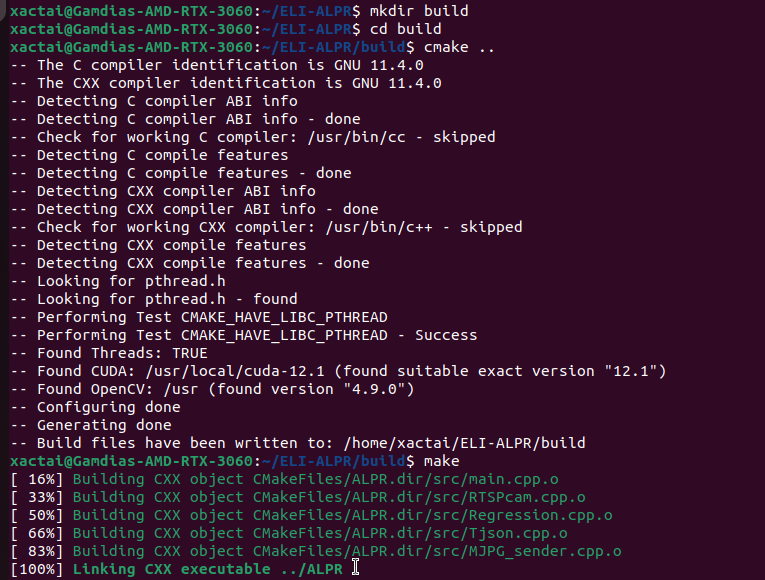 xactai@Gamdias-AMD-RTX-3060:~/ELI-ALPR$ mkdir build
xactai@Gamdias-AMD-RTX-3060:~/ELI-ALPR$ cd build
xactai@Gamdias-AMD-RTX-3060:~/ELI-ALPR/build$ cmake ..
-- The C compiler identification is GNU 11.4.0
-- The CXX compiler identification is GNU 11.4.0
-- Detecting C compiler ABI info
-- Detecting C compiler ABI info - done
-- Check for working C compiler: /usr/bin/cc - skipped
-- Detecting C compile features
-- Detecting C compile features - done
-- Detecting CXX compiler ABI info
-- Detecting CXX compiler ABI info - done
-- Check for working CXX compiler: /usr/bin/c++ - skipped
-- Detecting CXX compile features
-- Detecting CXX compile features - done
-- Looking for pthread.h
-- Looking for pthread.h - found
-- Performing Test CMAKE_HAVE_LIBC_PTHREAD
-- Performing Test CMAKE_HAVE_LIBC_PTHREAD - Success
-- Found Threads: TRUE
-- Found CUDA: /usr/local/cuda-12.1 (found suitable exact version "12.1")
-- Found OpenCV: /usr (found version "4.9.0")
-- Configuring done
-- Generating done
-- Build files have been written to: /home/xactai/ELI-ALPR/build
xactai@Gamdias-AMD-RTX-3060:~/ELI-ALPR/build$ make
[ 16%] Building CXX object CMakeFiles/ALPR.dir/src/main.cpp.o
[ 33%] Building CXX object CMakeFiles/ALPR.dir/src/RTSPcam.cpp.o
[ 50%] Building CXX object CMakeFiles/ALPR.dir/src/Regression.cpp.o
[ 66%] Building CXX object CMakeFiles/ALPR.dir/src/Tjson.cpp.o
[ 83%] Building CXX object CMakeFiles/ALPR.dir/src/MJPG_sender.cpp.o
[100%] Linking CXX executable ../ALPR